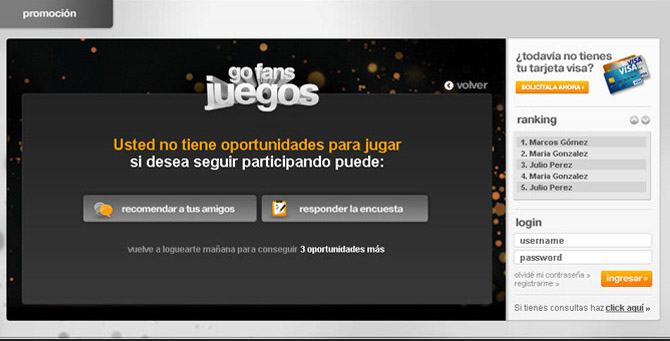 promoción
go fans
juegos
volver
Usted no tiene oportunidades para jugar
si desea seguir participando puede:
recomendar a tus amigos
responder la encuesta
vuelve a loguearte mañana para conseguir 3 oportunidades más
¿todavía no tienes
tu tarjeta visa?
SOLICÍTALA AHORA »
VISA
VISA
ranking
1. Marcos Gómez
2. Maria Gonzalez
3. Julio Perez
4. Maria Gonzalez
5. Julio Perez
login
username
password
olvidé mi contraseña »
registrarme »
ingresar »
Si tienes consultas haz click aquí »